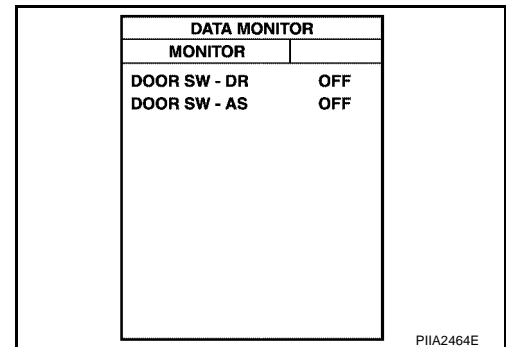 DATA MONITOR
MONITOR
DOOR SW - DR OFF
DOOR SW - AS OFF
PIIA2464E